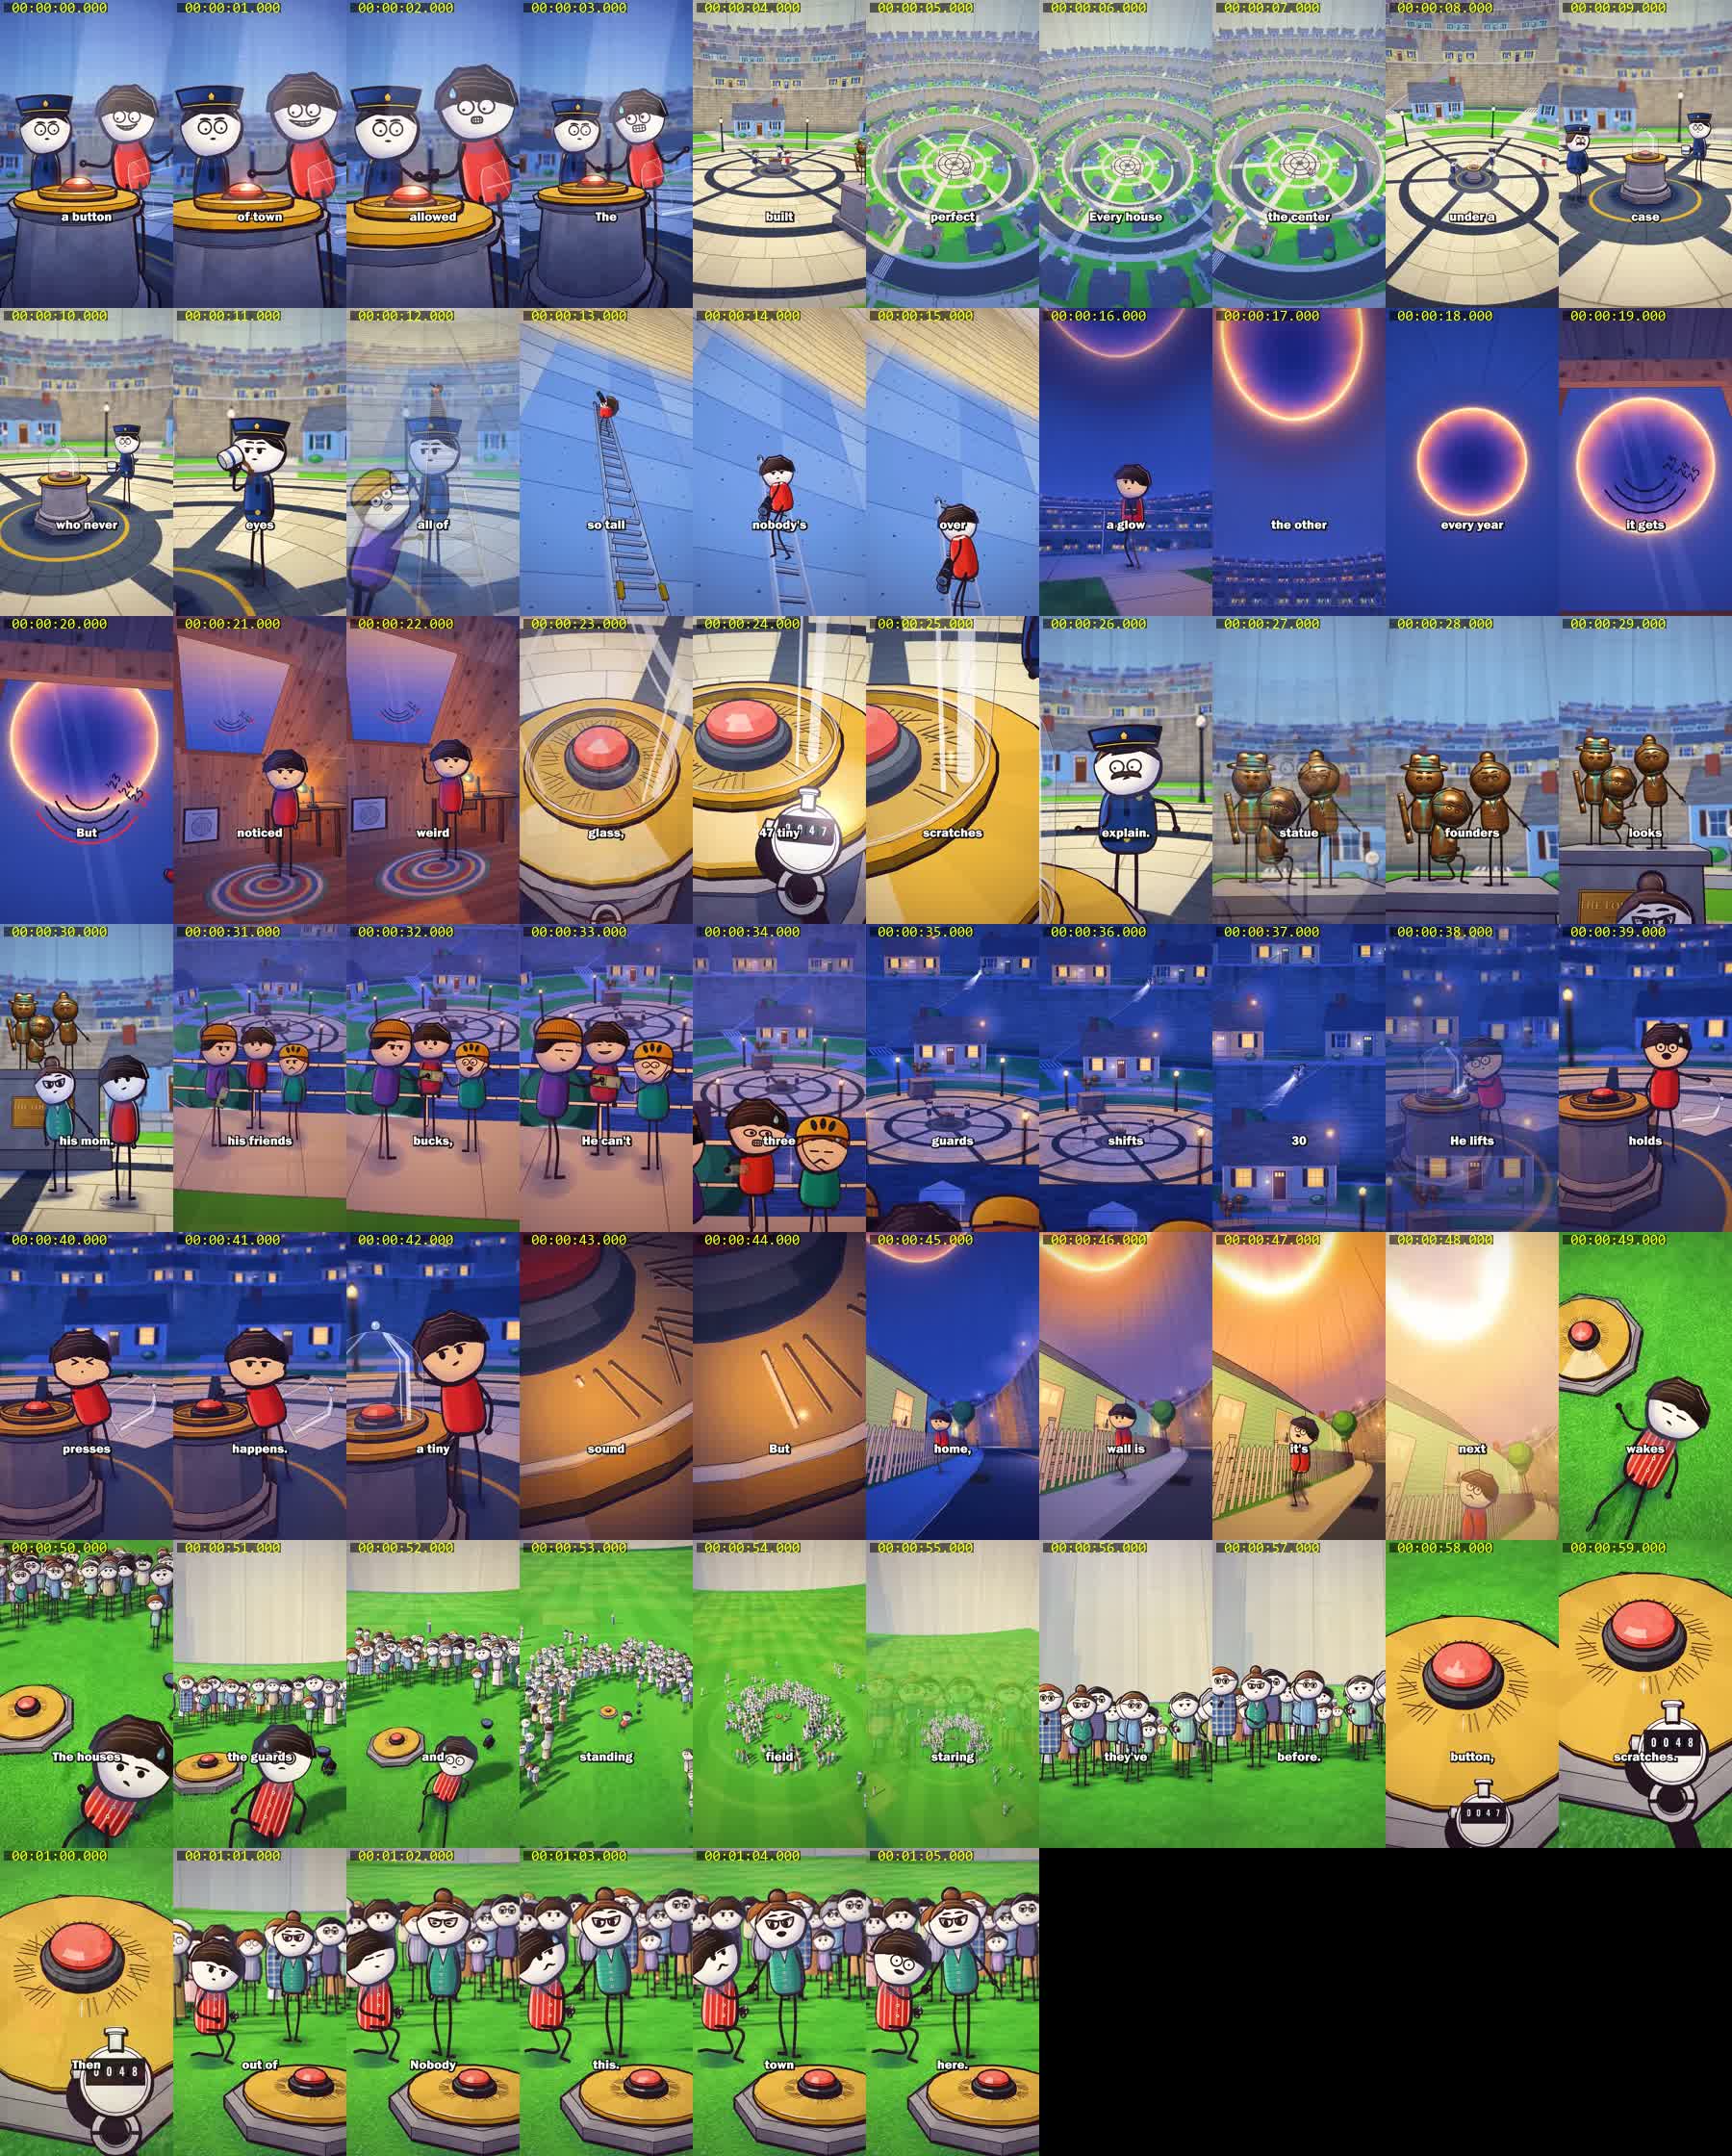 00:00:00.000
a button
00:00:01.000
of town
00:00:02.000
allowed
00:00:03.000
The
00:00:04.000
built
00:00:05.000
perfect
00:00:06.000
Every house
00:00:07.000
the center
00:00:08.000
under a
00:00:09.000
case
00:00:10.000
who never
00:00:11.000
eyes
00:00:12.000
all of
00:00:13.000
so tall
00:00:14.000
nobody's
00:00:15.000
over
00:00:16.000
a glow
00:00:17.000
the other
00:00:18.000
every year
00:00:19.000
it gets
00:00:20.000
'23
'24
'25
But
00:00:21.000
noticed
00:00:22.000
weird
00:00:23.000
glass,
00:00:24.000
0047
47 tiny
00:00:25.000
scratches
00:00:26.000
explain.
00:00:27.000
statue
00:00:28.000
founders
00:00:29.000
looks
00:00:30.000
his mom.
00:00:31.000
his friends
00:00:32.000
bucks,
00:00:33.000
He can't
00:00:34.000
three
00:00:35.000
guards
00:00:36.000
shifts
00:00:37.000
30
00:00:38.000
He lifts
00:00:39.000
holds
00:00:40.000
presses
00:00:41.000
happens.
00:00:42.000
a tiny
00:00:43.000
sound
00:00:44.000
But
00:00:45.000
home,
00:00:46.000
wall is
00:00:47.000
it's
00:00:48.000
next
00:00:49.000
wakes
00:00:50.000
The houses
00:00:51.000
the guards
00:00:52.000
and
00:00:53.000
standing
00:00:54.000
field
00:00:55.000
staring
00:00:56.000
they've
00:00:57.000
before.
00:00:58.000
button,
0047
00:00:59.000
0048
scratches.
00:01:00.000
Then
0048
00:01:01.000
out of
00:01:02.000
Nobody
00:01:03.000
this.
00:01:04.000
town
00:01:05.000
here.